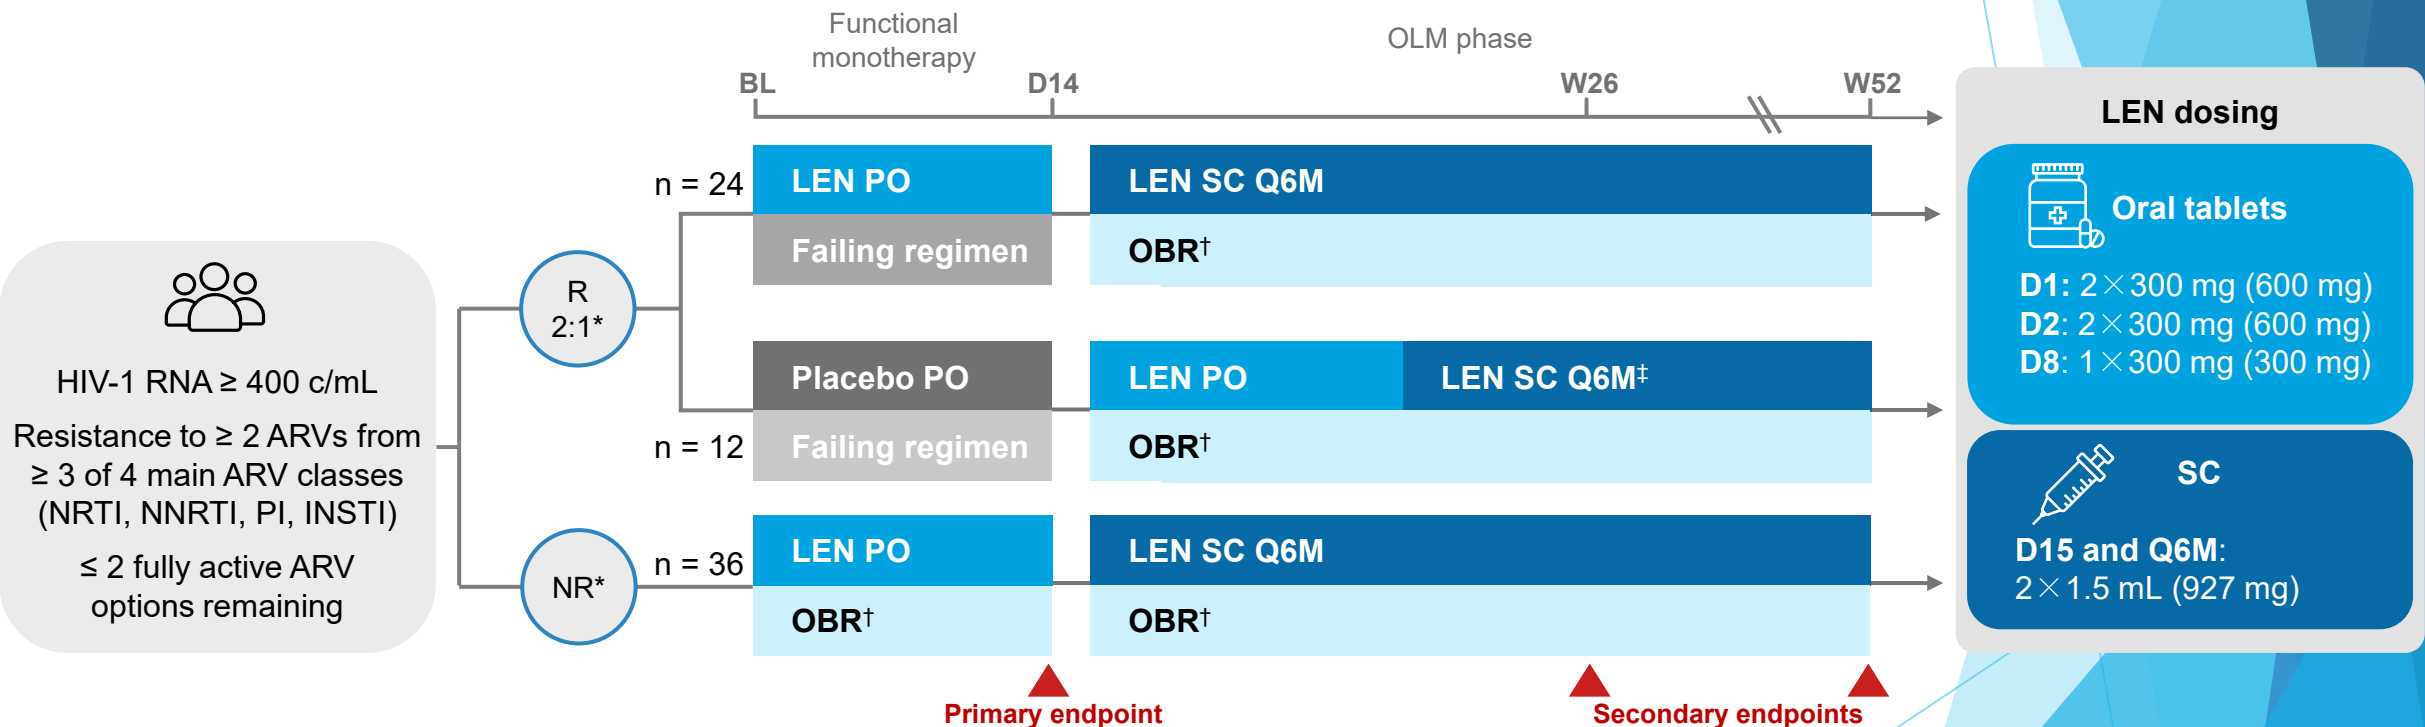 Functional
monotherapy
OLM phase
BL
D14
W26
W52
HIV-1 RNA ≥ 400 c/mL
Resistance to ≥ 2 ARVs from
≥ 3 of 4 main ARV classes
(NRTI, NNRTI, PI, INSTI)
≤ 2 fully active ARV
options remaining
R
2:1*
NR*
n = 24
LEN PO
Failing regimen
LEN SC Q6M
OBR†
n = 12
Placebo PO
Failing regimen
LEN PO
LEN SC Q6M‡
OBR†
n = 36
LEN PO
OBR†
LEN SC Q6M
OBR†
Primary endpoint
Secondary endpoints
LEN dosing
Oral tablets
D1: 2×300 mg (600 mg)
D2: 2×300 mg (600 mg)
D8: 1×300 mg (300 mg)
SC
D15 and Q6M:
2×1.5 mL (927 mg)